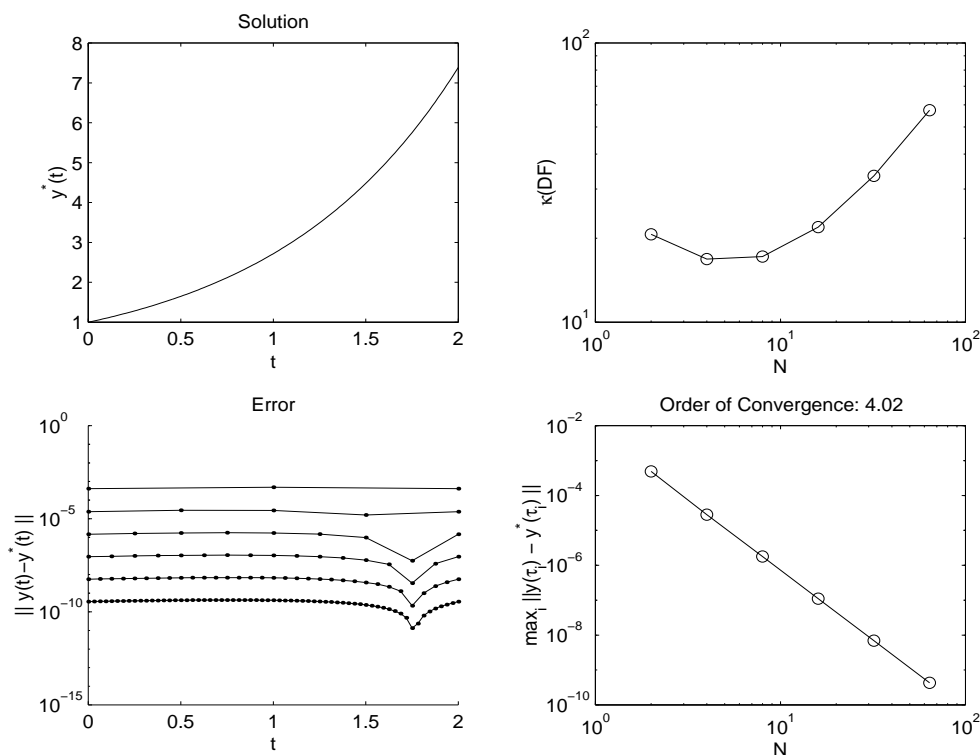 Solution
8
7
6
5
4
3
2
1
y*(t)
0 0.5 1 1.5 2
t
10^2
10^1
κ(DF)
10^0 10^1 10^2
N
Error
10^0
10^−5
10^−10
10^−15
|| y(t)−y*(t) ||
0 0.5 1 1.5 2
t
Order of Convergence: 4.02
10^−2
10^−4
10^−6
10^−8
10^−10
max_i ||y(τ_i) − y*(τ_i) ||
10^0 10^1 10^2
N